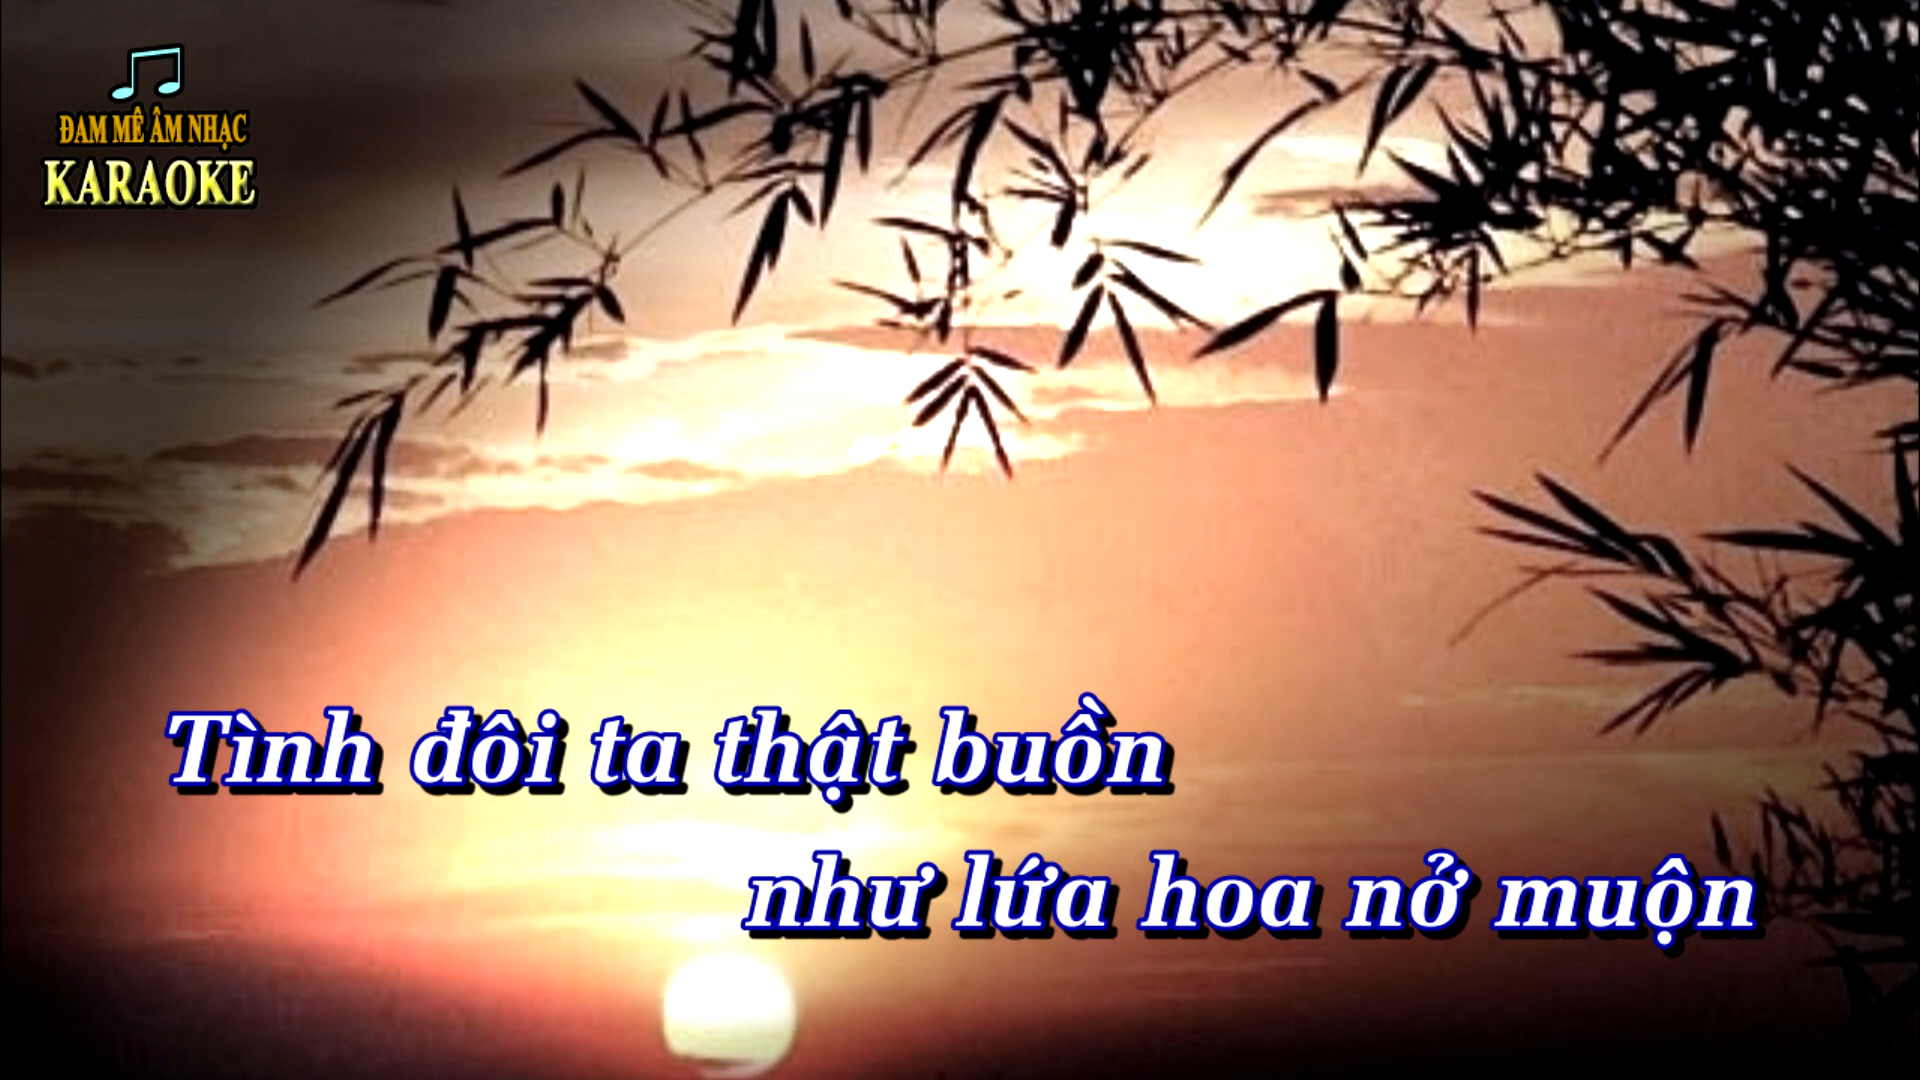 ĐAM MÊ ÂM NHẠC
KARAOKE
Tình đôi ta thật buồn
như lứa hoa nở muộn